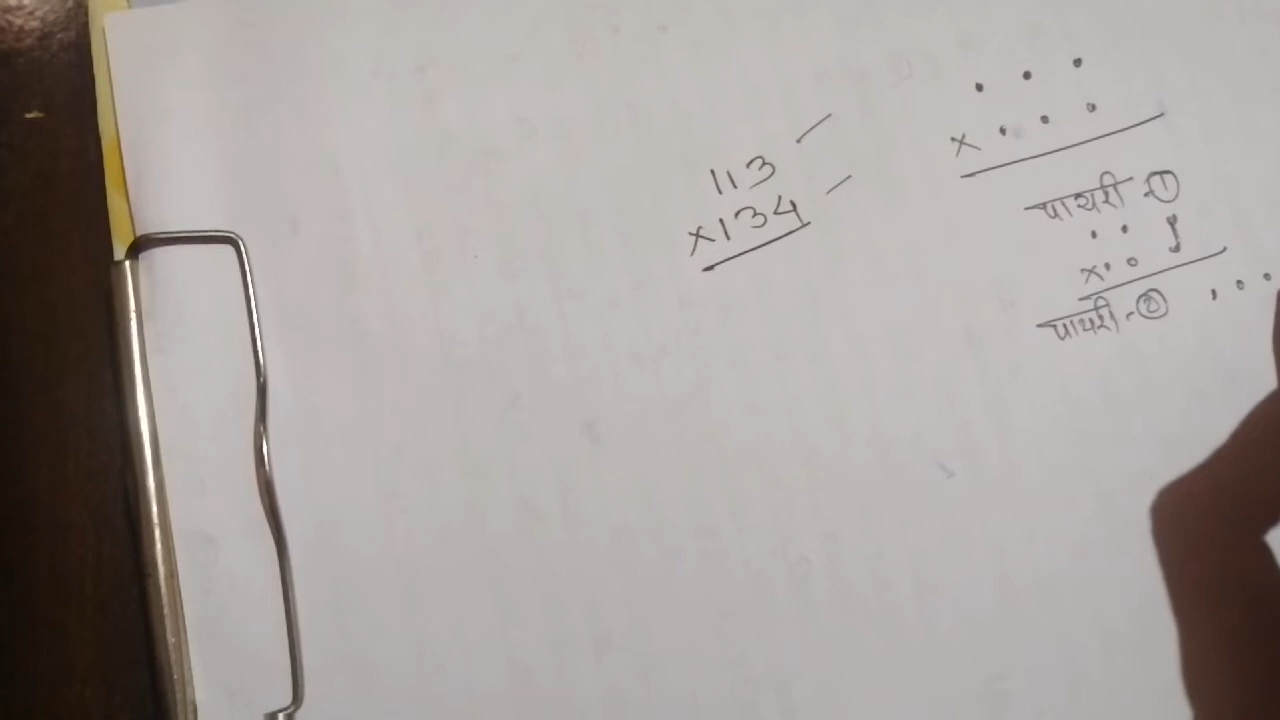 113
×134
×
पायरी -①
×
पायरी -②